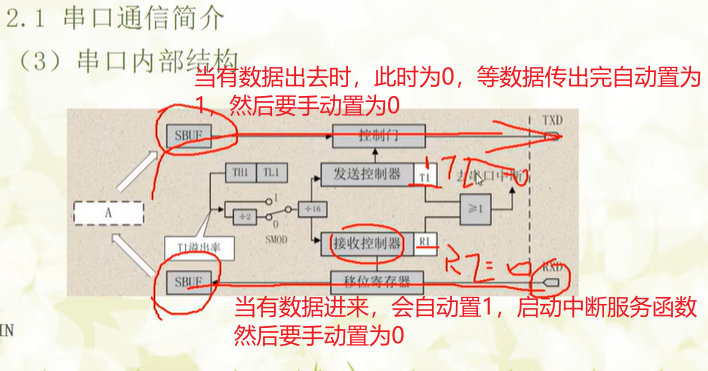 2.1 串口通信简介
（3）串口内部结构
当有数据出去时，此时为0，等数据传出完自动置为
1，然后要手动置为0
TXD
SBUF
控制门
TH1 TL1
发送控制器 T1
去串口中断
A
÷2
1
0
÷16
≥1
SMOD
T1溢出率
接收控制器 RI
RI=0
RXD
SBUF
移位寄存器
当有数据进来，会自动置1，启动中断服务函数
然后要手动置为0
IN